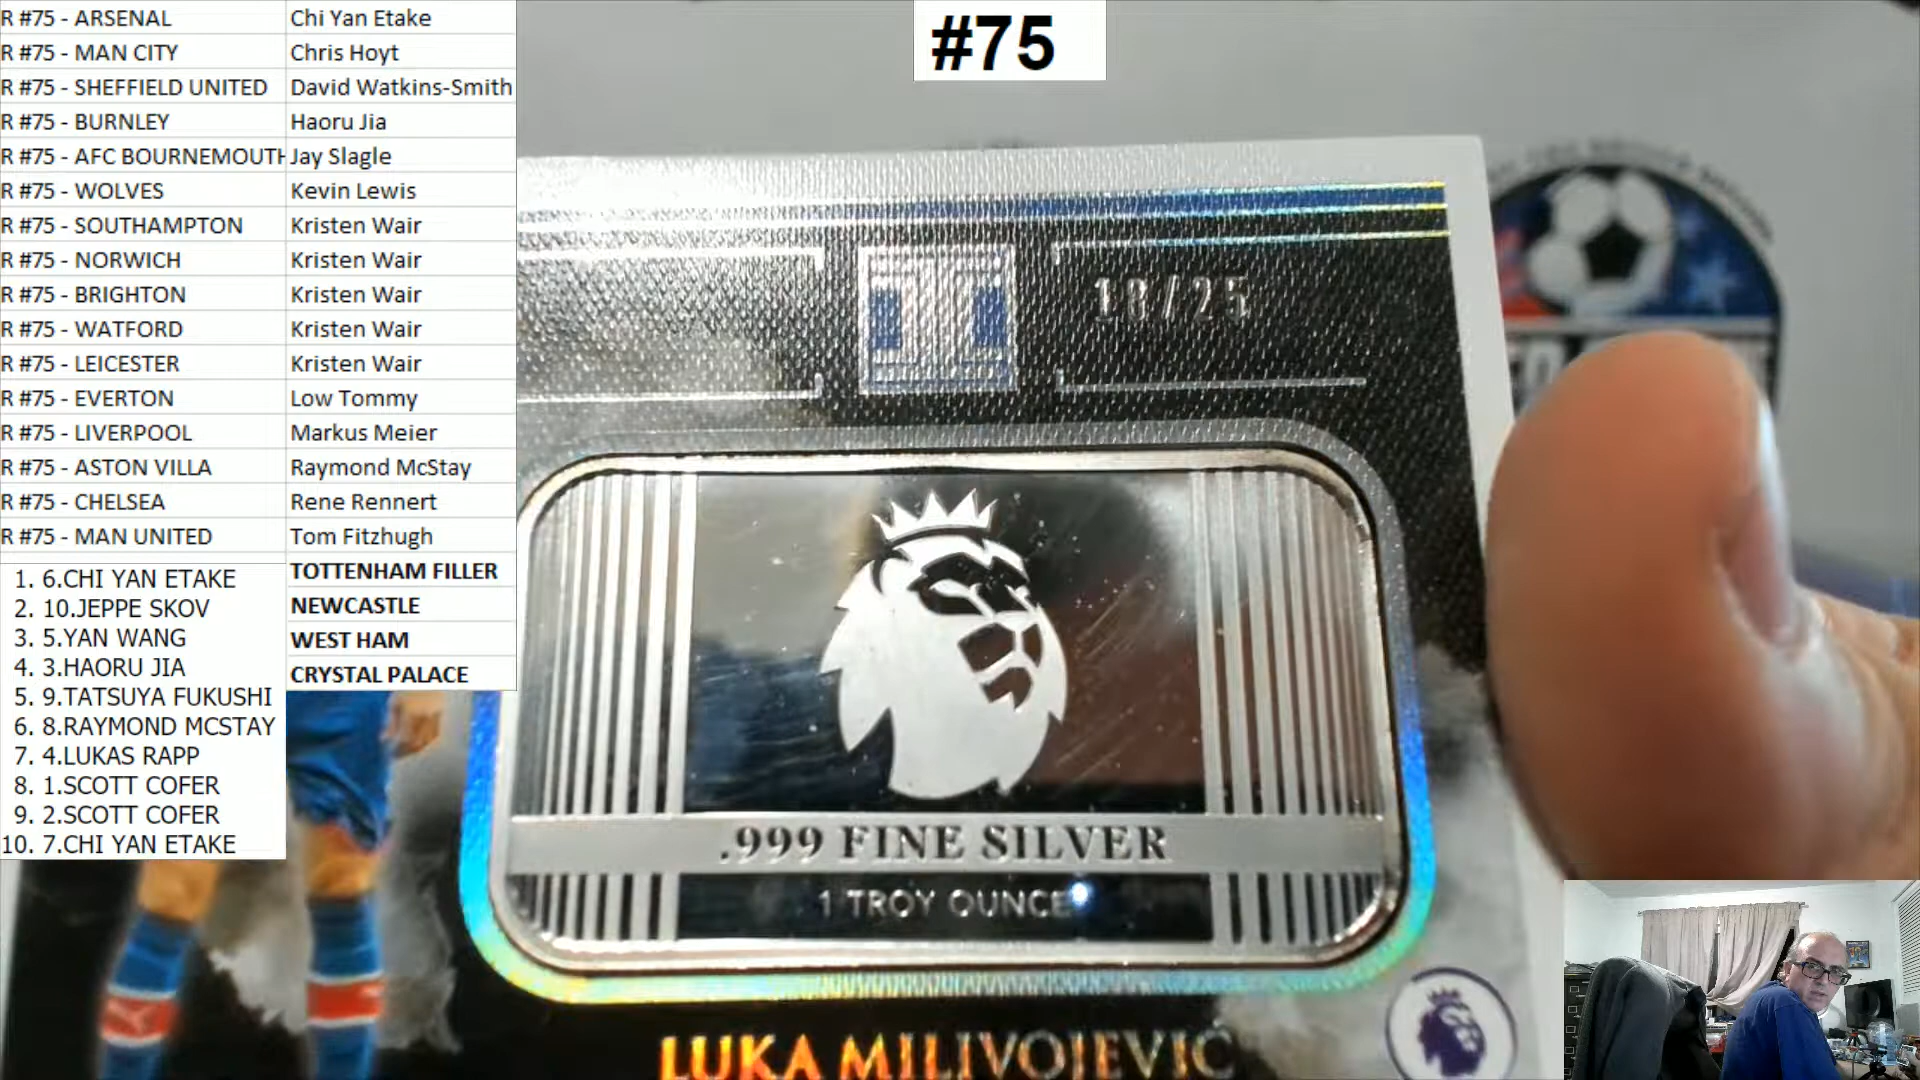 R #75 - ARSENAL Chi Yan Etake
R #75 - MAN CITY Chris Hoyt
R #75 - SHEFFIELD UNITED David Watkins-Smith
R #75 - BURNLEY Haoru Jia
R #75 - AFC BOURNEMOUTH Jay Slagle
R #75 - WOLVES Kevin Lewis
R #75 - SOUTHAMPTON Kristen Wair
R #75 - NORWICH Kristen Wair
R #75 - BRIGHTON Kristen Wair
R #75 - WATFORD Kristen Wair
R #75 - LEICESTER Kristen Wair
R #75 - EVERTON Low Tommy
R #75 - LIVERPOOL Markus Meier
R #75 - ASTON VILLA Raymond McStay
R #75 - CHELSEA Rene Rennert
R #75 - MAN UNITED Tom Fitzhugh
TOTTENHAM FILLER
NEWCASTLE
WEST HAM
CRYSTAL PALACE
1. 6.CHI YAN ETAKE
2. 10.JEPPE SKOV
3. 5.YAN WANG
4. 3.HAORU JIA
5. 9.TATSUYA FUKUSHI
6. 8.RAYMOND MCSTAY
7. 4.LUKAS RAPP
8. 1.SCOTT COFER
9. 2.SCOTT COFER
10. 7.CHI YAN ETAKE
#75
18/25
.999 FINE SILVER
1 TROY OUNCE
LUKA MILIVOJEVIĆ